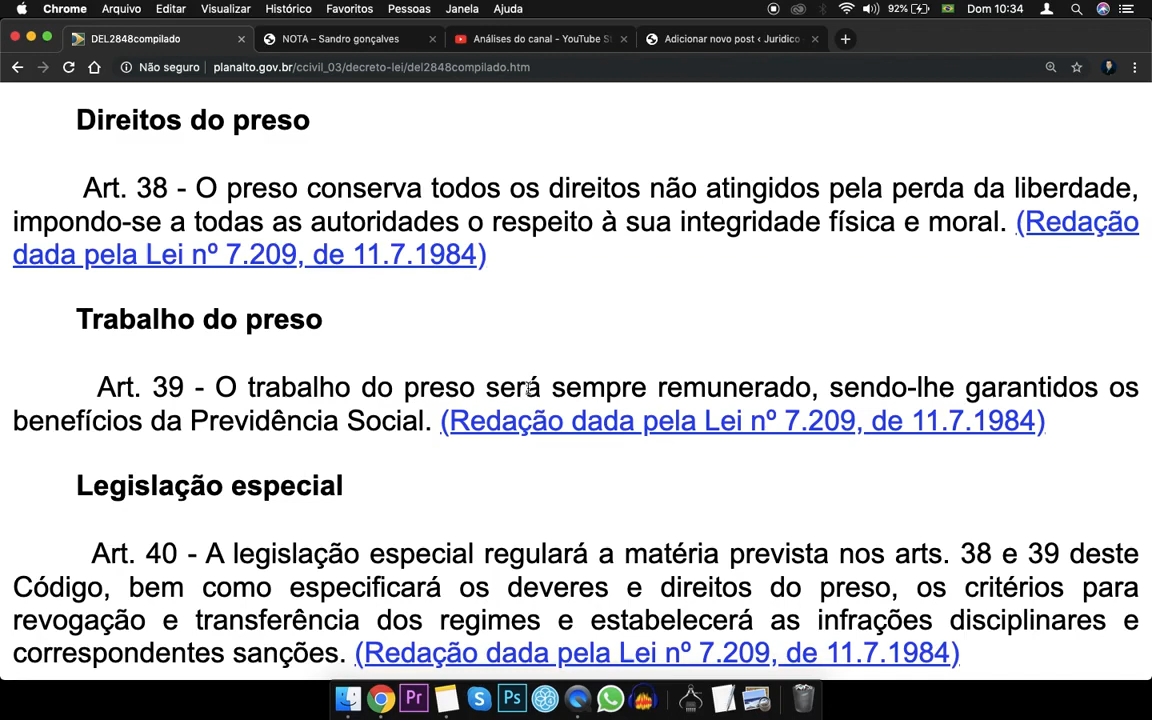 Chrome Arquivo Editar Visualizar Histórico Favoritos Pessoas Janela Ajuda 92% Dom 10:34
DEL2848compilado NOTA – Sandro gonçalves Análises do canal - YouTube S Adicionar novo post ‹ Juridico
Não seguro planalto.gov.br/ccivil_03/decreto-lei/del2848compilado.htm
Direitos do preso
Art. 38 - O preso conserva todos os direitos não atingidos pela perda da liberdade,
impondo-se a todas as autoridades o respeito à sua integridade física e moral. (Redação
dada pela Lei nº 7.209, de 11.7.1984)
Trabalho do preso
Art. 39 - O trabalho do preso será sempre remunerado, sendo-lhe garantidos os
benefícios da Previdência Social. (Redação dada pela Lei nº 7.209, de 11.7.1984)
Legislação especial
Art. 40 - A legislação especial regulará a matéria prevista nos arts. 38 e 39 deste
Código, bem como especificará os deveres e direitos do preso, os critérios para
revogação e transferência dos regimes e estabelecerá as infrações disciplinares e
correspondentes sanções. (Redação dada pela Lei nº 7.209, de 11.7.1984)
Pr Ps